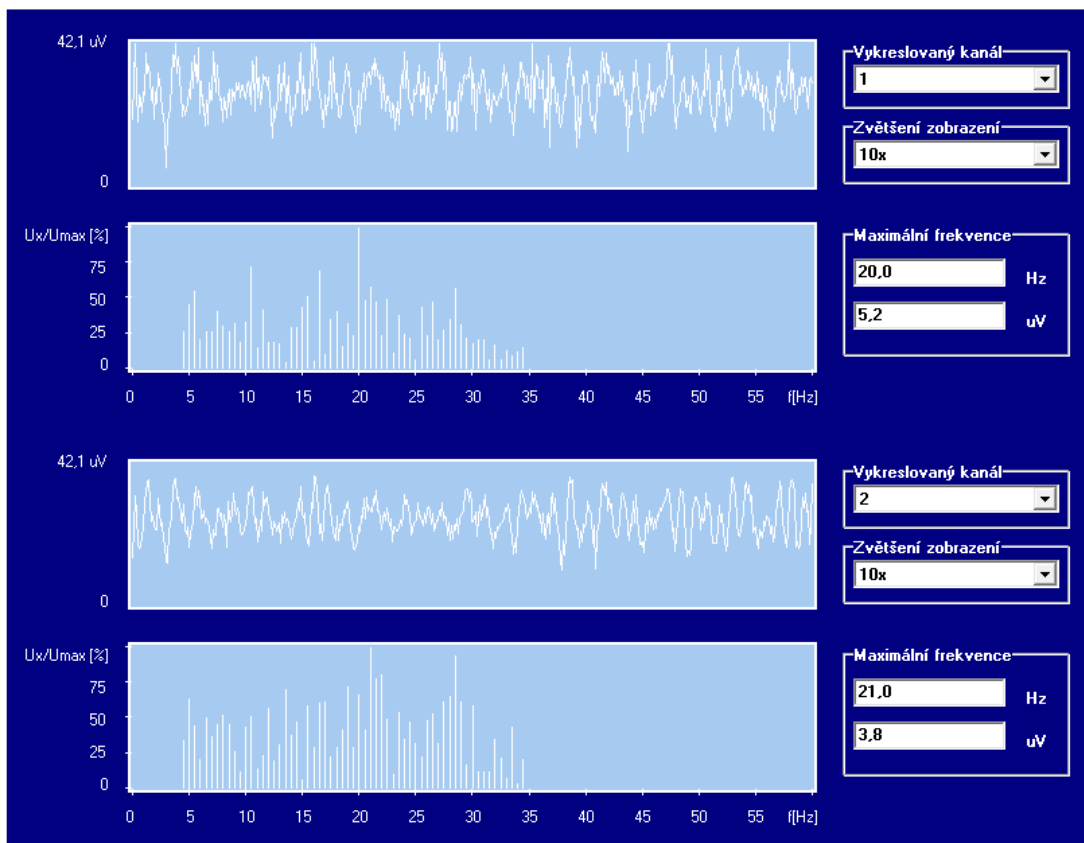 42,1 uV
0
Vykreslovaný kanál
1
Zvětšení zobrazení
10x
Ux/Umax [%]
75
50
25
0
0 5 10 15 20 25 30 35 40 45 50 55 f[Hz]
Maximální frekvence
20,0 Hz
5,2 uV
42,1 uV
0
Vykreslovaný kanál
2
Zvětšení zobrazení
10x
Ux/Umax [%]
75
50
25
0
0 5 10 15 20 25 30 35 40 45 50 55 f[Hz]
Maximální frekvence
21,0 Hz
3,8 uV